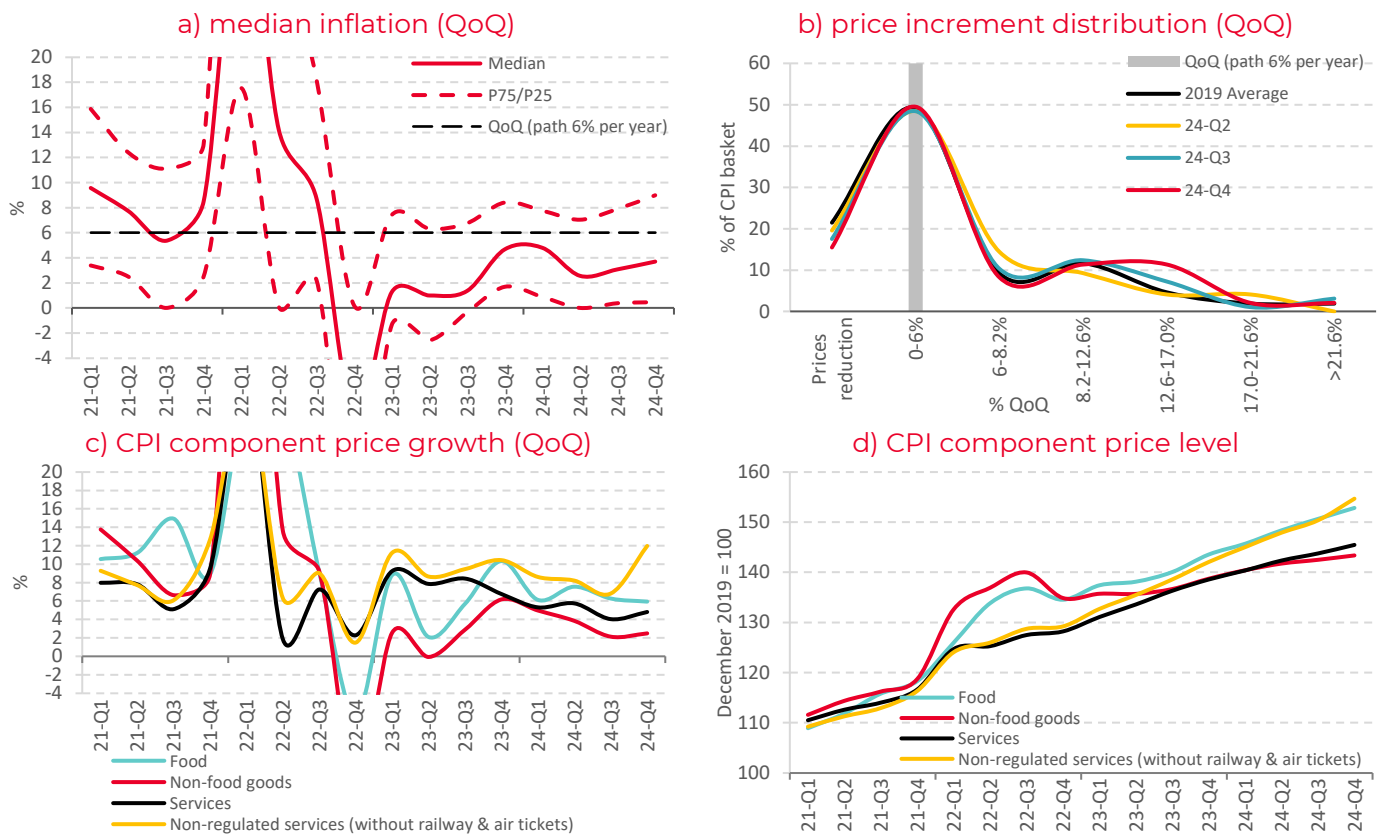 a) median inflation (QoQ)
20
18
16
14
12
10
8
6
4
2
0
-2
-4
%
Median
P75/P25
QoQ (path 6% per year)
21-Q1
21-Q2
21-Q3
21-Q4
22-Q1
22-Q2
22-Q3
22-Q4
23-Q1
23-Q2
23-Q3
23-Q4
24-Q1
24-Q2
24-Q3
24-Q4
b) price increment distribution (QoQ)
60
50
40
30
20
10
0
% of CPI basket
QoQ (path 6% per year)
2019 Average
24-Q2
24-Q3
24-Q4
Prices
reduction
0-6%
6-8.2%
8.2-12.6%
12.6-17.0%
17.0-21.6%
>21.6%
% QoQ
c) CPI component price growth (QoQ)
20
18
16
14
12
10
8
6
4
2
0
-2
-4
%
21-Q1
21-Q2
21-Q3
21-Q4
22-Q1
22-Q2
22-Q3
22-Q4
23-Q1
23-Q2
23-Q3
23-Q4
24-Q1
24-Q2
24-Q3
24-Q4
Food
Non-food goods
Services
Non-regulated services (without railway & air tickets)
d) CPI component price level
160
150
140
130
120
110
100
December 2019 = 100
Food
Non-food goods
Services
Non-regulated services (without railway & air tickets)
21-Q1
21-Q2
21-Q3
21-Q4
22-Q1
22-Q2
22-Q3
22-Q4
23-Q1
23-Q2
23-Q3
23-Q4
24-Q1
24-Q2
24-Q3
24-Q4